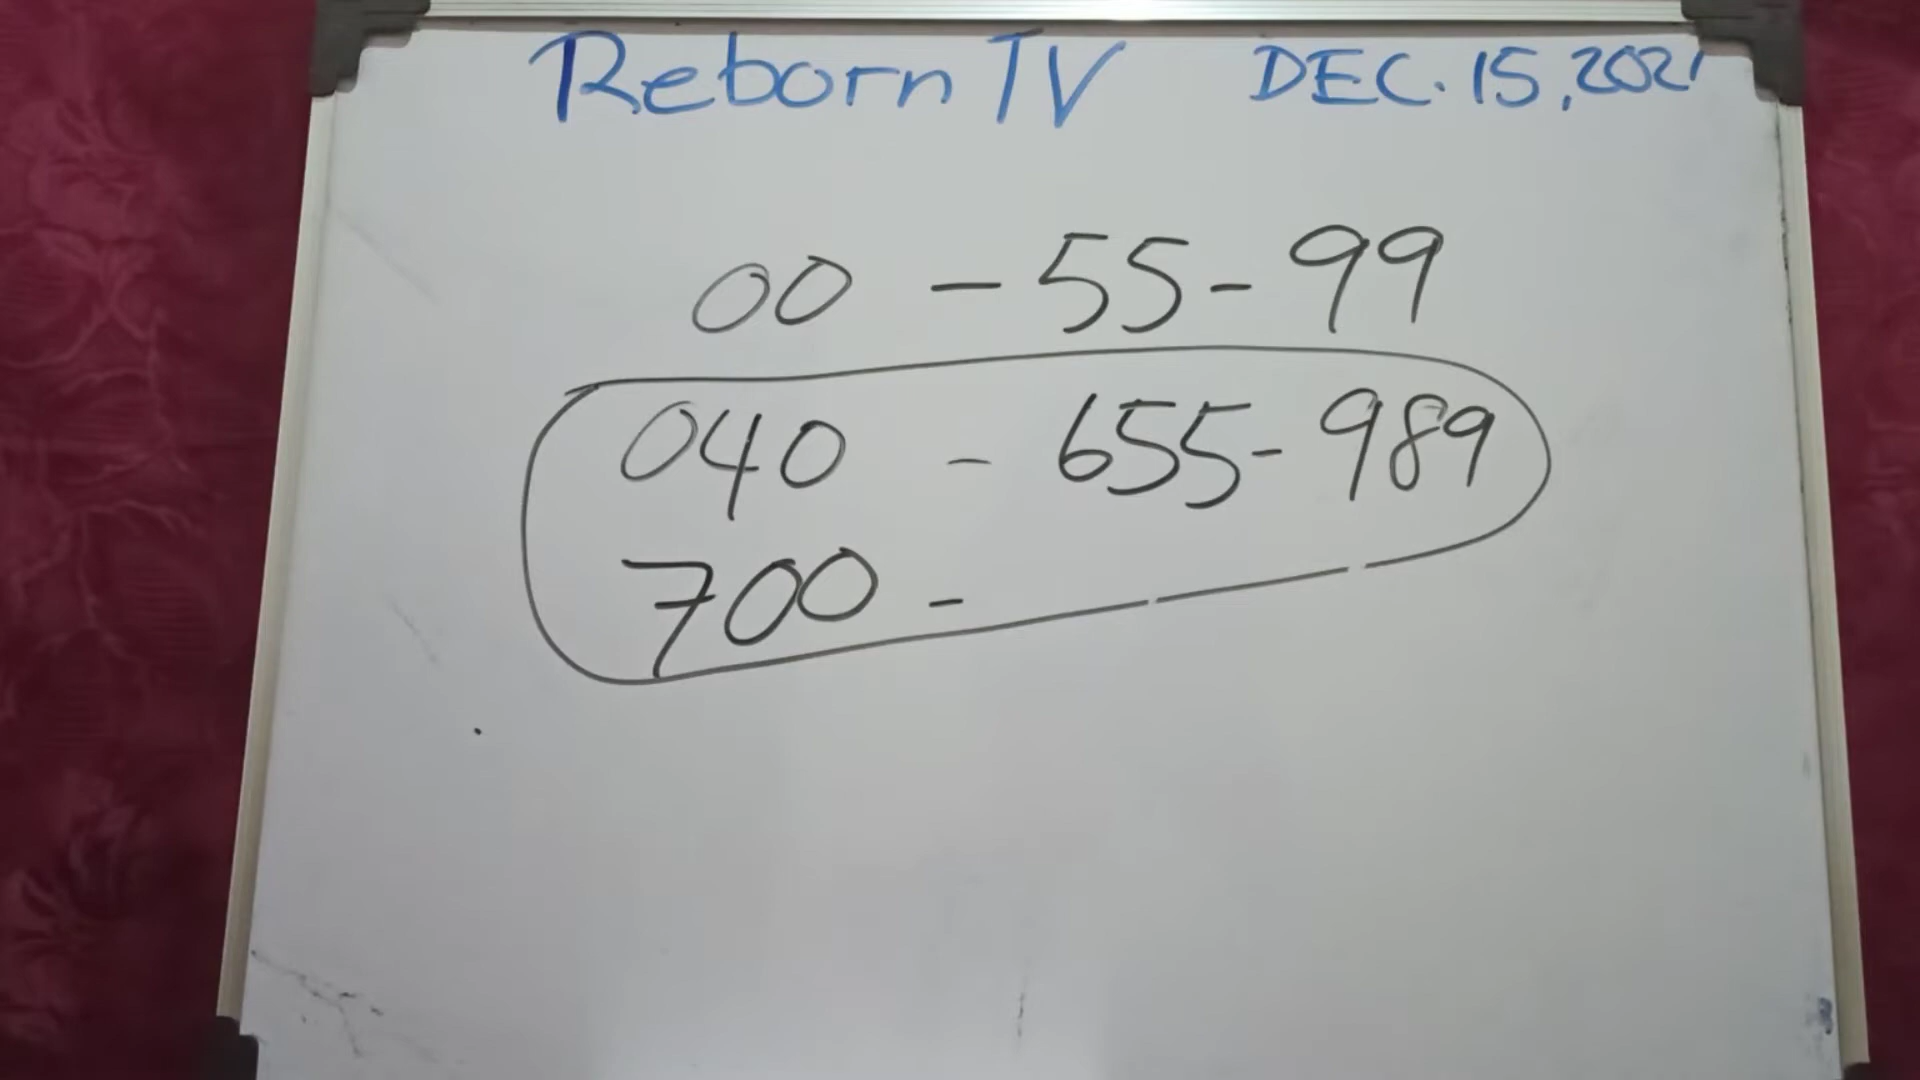 Reborn TV DEC. 15, 2021
00 - 55 - 99
040 - 655 - 989
700 -